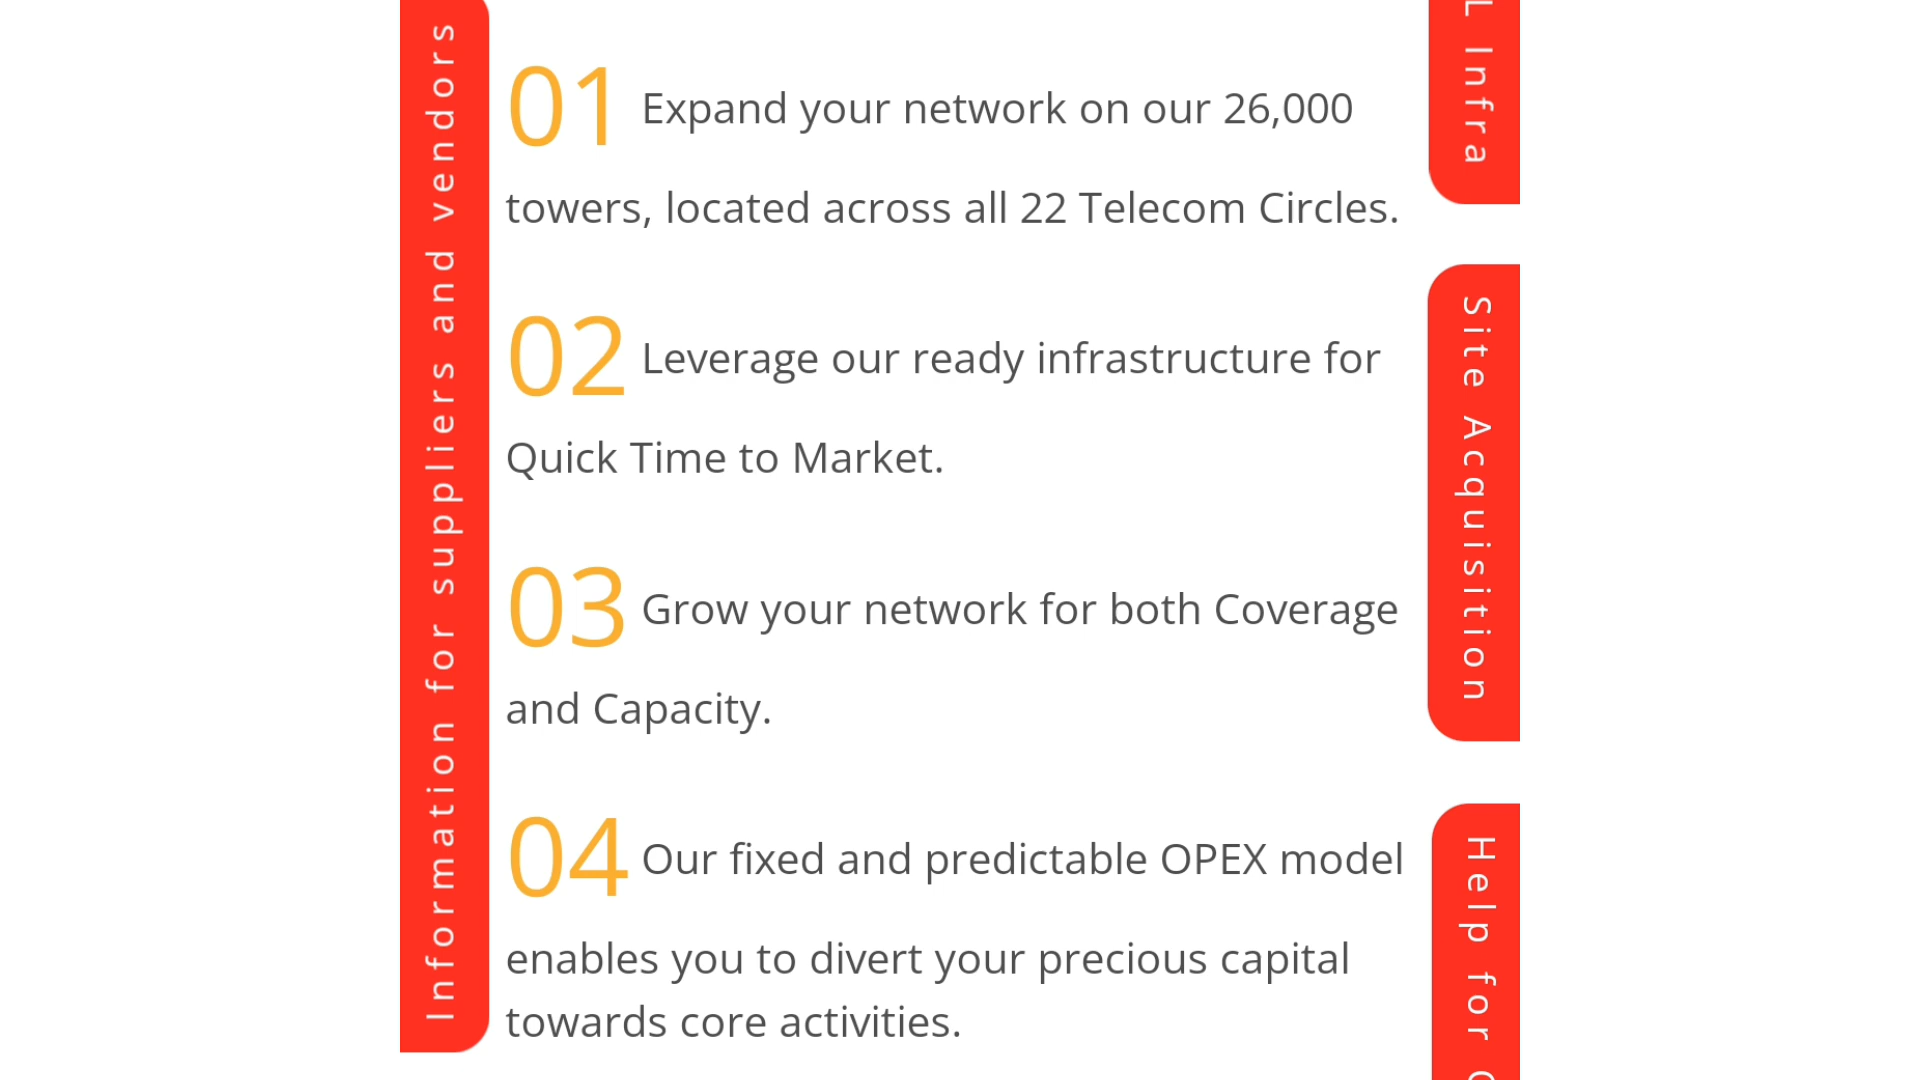 Information for suppliers and vendors
01 Expand your network on our 26,000
towers, located across all 22 Telecom Circles.
02 Leverage our ready infrastructure for
Quick Time to Market.
03 Grow your network for both Coverage
and Capacity.
04 Our fixed and predictable OPEX model
enables you to divert your precious capital
towards core activities.
L Infra
Site Acquisition
Help for